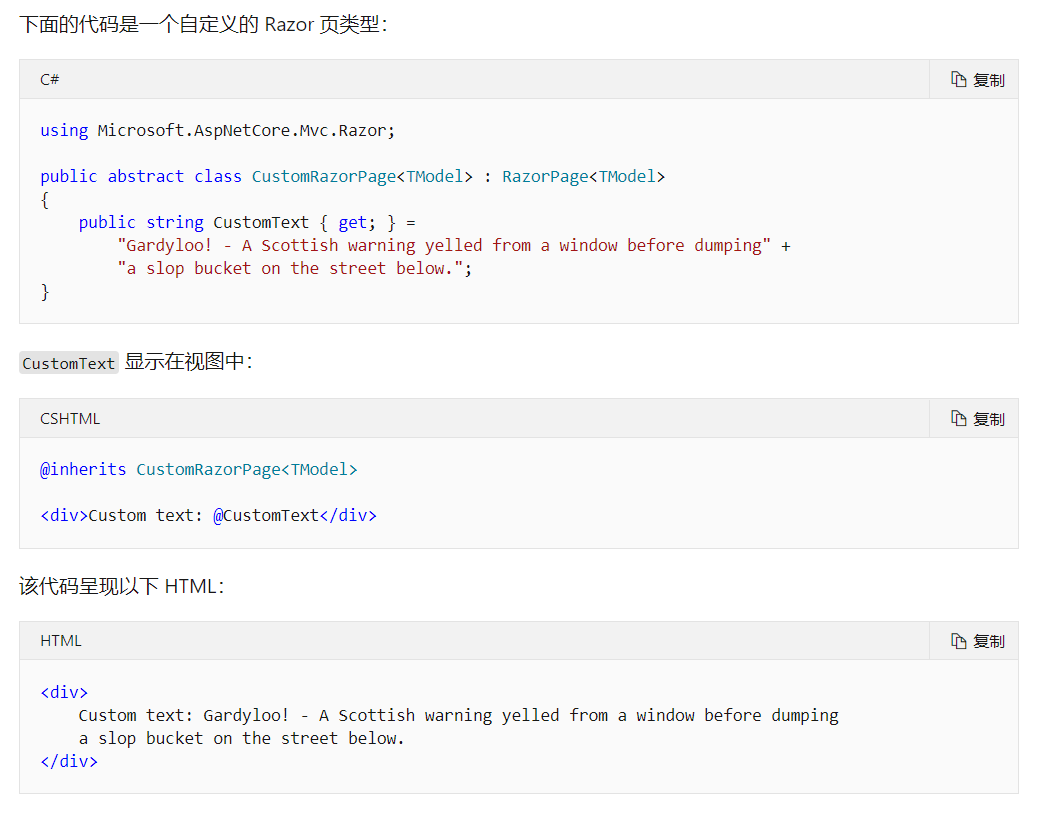 下面的代码是一个自定义的 Razor 页类型：
C#
复制
using Microsoft.AspNetCore.Mvc.Razor;
public abstract class CustomRazorPage<TModel> : RazorPage<TModel>
{
    public string CustomText { get; } =
        "Gardyloo! - A Scottish warning yelled from a window before dumping" +
        "a slop bucket on the street below.";
}
CustomText 显示在视图中：
CSHTML
复制
@inherits CustomRazorPage<TModel>
<div>Custom text: @CustomText</div>
该代码呈现以下 HTML：
HTML
复制
<div>
    Custom text: Gardyloo! - A Scottish warning yelled from a window before dumping
    a slop bucket on the street below.
</div>